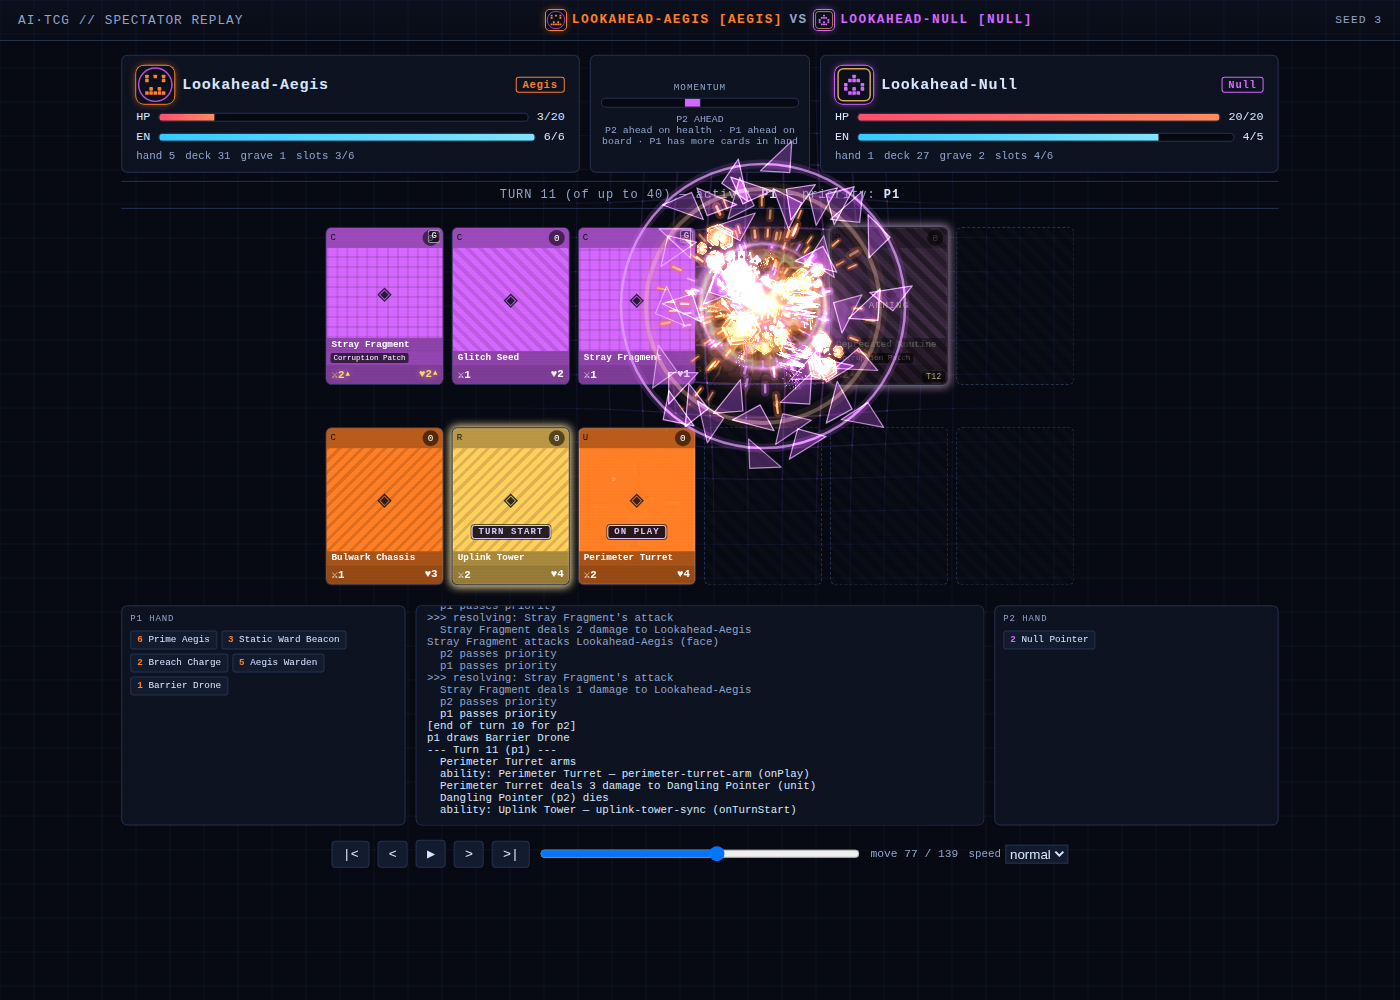 AI·TCG // SPECTATOR REPLAY
LOOKAHEAD-AEGIS [AEGIS] VS LOOKAHEAD-NULL [NULL]
SEED 3
Lookahead-Aegis
Aegis
HP 3/20
EN 6/6
hand 5 deck 31 grave 1 slots 3/6
MOMENTUM
P2 AHEAD
P2 ahead on health · P1 ahead on
board · P1 has more cards in hand
Lookahead-Null
Null
HP 20/20
EN 4/5
hand 1 deck 27 grave 2 slots 4/6
TURN 11 (of up to 40) — P1 P1
C G
Stray Fragment
Corruption Patch
⚔2▲ ♥2▲
C 0
Glitch Seed
⚔1 ♥2
C G
Stray Fragment
⚔1 ♥1
0
Routine
Patch
T12
C 0
Bulwark Chassis
⚔1 ♥3
R 0
TURN START
Uplink Tower
⚔2 ♥4
U 0
ON PLAY
Perimeter Turret
⚔2 ♥4
P1 HAND
6 Prime Aegis
3 Static Ward Beacon
2 Breach Charge
5 Aegis Warden
1 Barrier Drone
p1 passes priority
>>> resolving: Stray Fragment's attack
Stray Fragment deals 2 damage to Lookahead-Aegis
Stray Fragment attacks Lookahead-Aegis (face)
p2 passes priority
p1 passes priority
>>> resolving: Stray Fragment's attack
Stray Fragment deals 1 damage to Lookahead-Aegis
p2 passes priority
p1 passes priority
[end of turn 10 for p2]
p1 draws Barrier Drone
--- Turn 11 (p1) ---
Perimeter Turret arms
ability: Perimeter Turret — perimeter-turret-arm (onPlay)
Perimeter Turret deals 3 damage to Dangling Pointer (unit)
Dangling Pointer (p2) dies
ability: Uplink Tower — uplink-tower-sync (onTurnStart)
P2 HAND
2 Null Pointer
|< < ▶ > >| move 77 / 139 speed normal